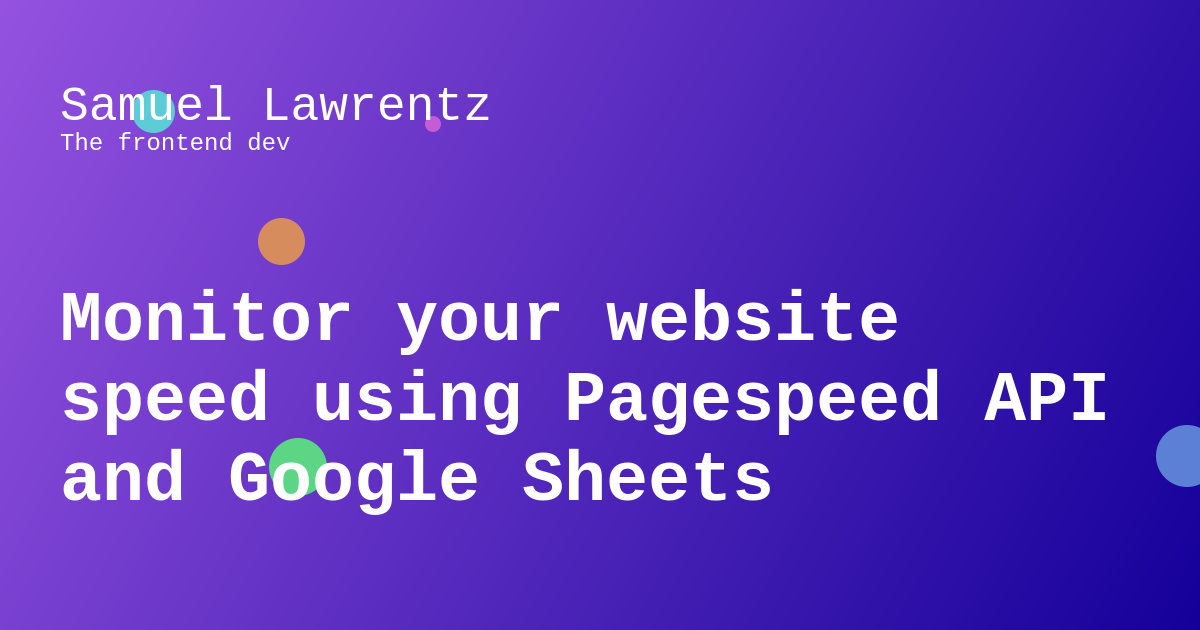 Samuel Lawrentz
The frontend dev
Monitor your website
speed using Pagespeed API
and Google Sheets